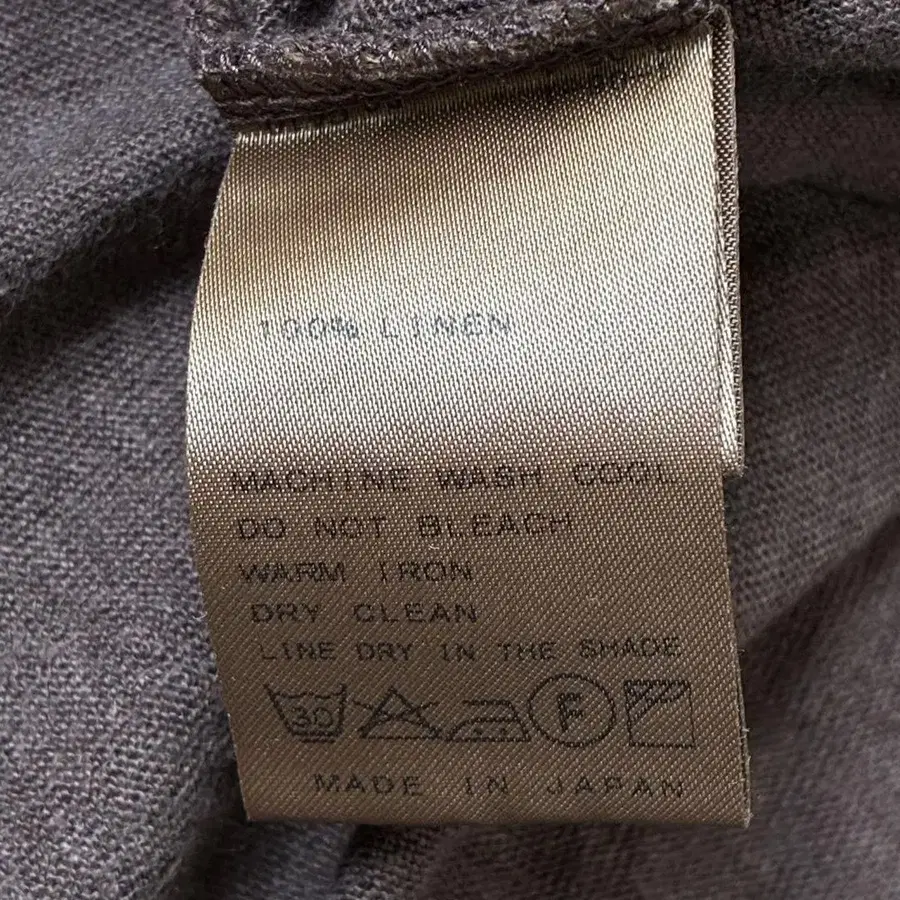 100% LINEN
MACHINE WASH COOL
DO NOT BLEACH
WARM IRON
DRY CLEAN
LINE DRY IN THE SHADE
30 F
MADE IN JAPAN